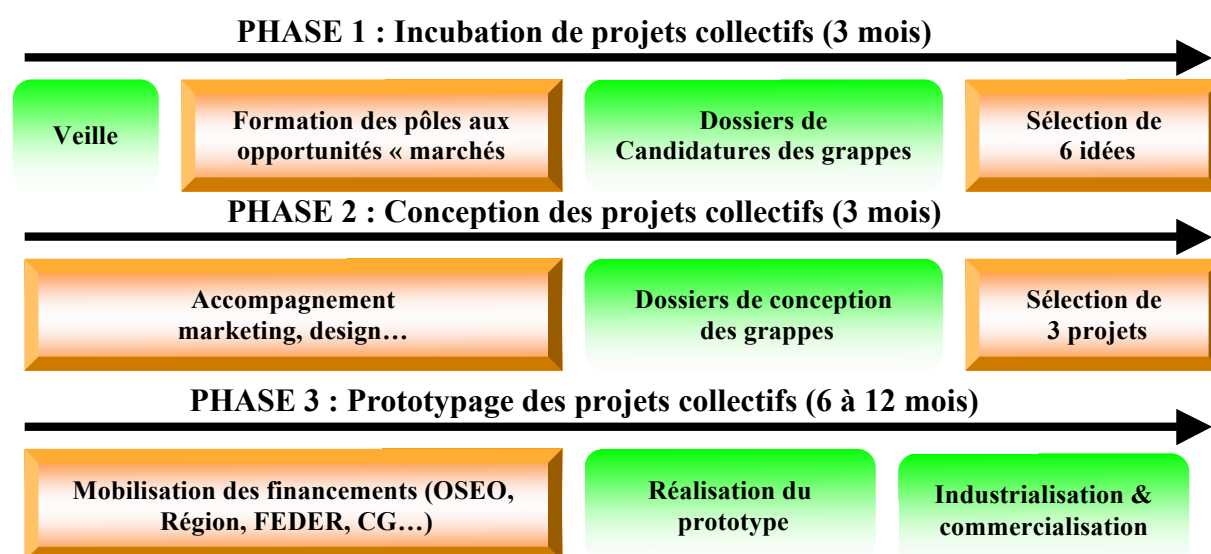 PHASE 1 : Incubation de projets collectifs (3 mois)
Veille
Formation des pôles aux
opportunités « marchés
Dossiers de
Candidatures des grappes
Sélection de
6 idées
PHASE 2 : Conception des projets collectifs (3 mois)
Accompagnement
marketing, design…
Dossiers de conception
des grappes
Sélection de
3 projets
PHASE 3 : Prototypage des projets collectifs (6 à 12 mois)
Mobilisation des financements (OSEO,
Région, FEDER, CG…)
Réalisation du
prototype
Industrialisation &
commercialisation